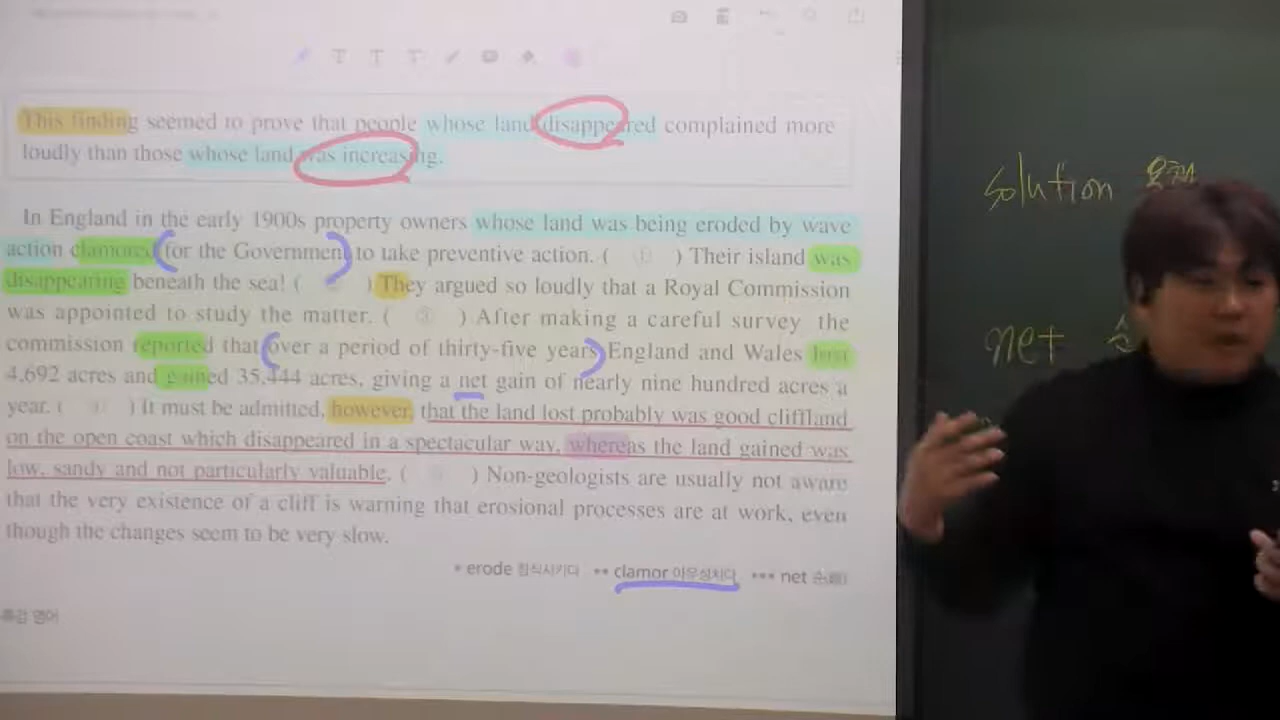 This finding seemed to prove that people whose land disappeared complained more
loudly than those whose land was increasing.
In England in the early 1900s property owners whose land was being eroded by wave
action clamored for the Government to take preventive action. ( ① ) Their island was
disappearing beneath the sea! ( ) They argued so loudly that a Royal Commission
was appointed to study the matter. ( ③ ) After making a careful survey the
commission reported that over a period of thirty-five years England and Wales lost
4,692 acres and gained 35,444 acres, giving a net gain of nearly nine hundred acres a
year. ( ) It must be admitted, however, that the land lost probably was good cliffland
on the open coast which disappeared in a spectacular way, whereas the land gained was
low, sandy and not particularly valuable. ( ) Non-geologists are usually not aware
that the very existence of a cliff is warning that erosional processes are at work, even
though the changes seem to be very slow.
* erode 침식시키다 ** clamor 아우성치다 *** net 순(純)
특강 영어
Solution
net 순